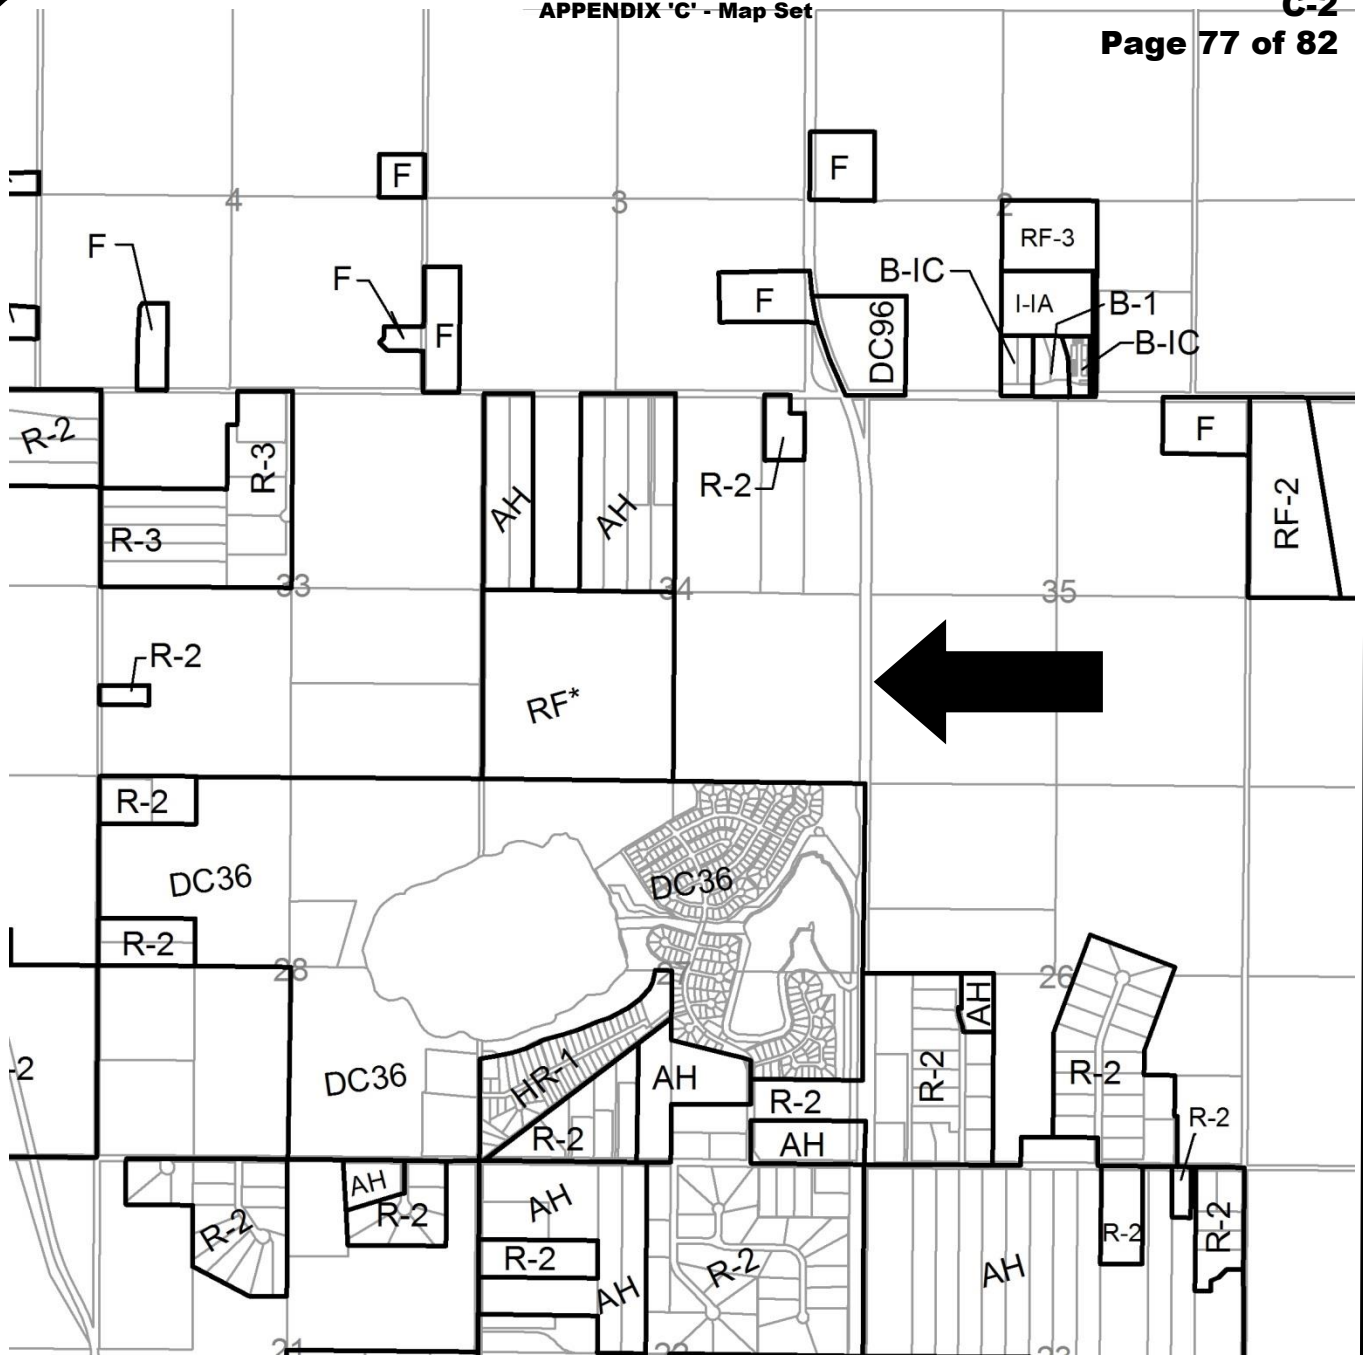 APPENDIX 'C' - Map Set
C-2
Page 77 of 82
F
F
4
3
2
RF-3
F
F
F
F
B-IC
I-IA
B-1
B-IC
DC96
R-2
R-3
R-3
AH
AH
R-2
F
RF-2
33
34
35
R-2
RF*
R-2
DC36
DC36
R-2
28
26
AH
-2
DC36
HR-1
AH
R-2
R-2
R-2
R-2
AH
R-2
AH
R-2
R-2
AH
R-2
AH
R-2
AH
R-2
R-2
21
22
23